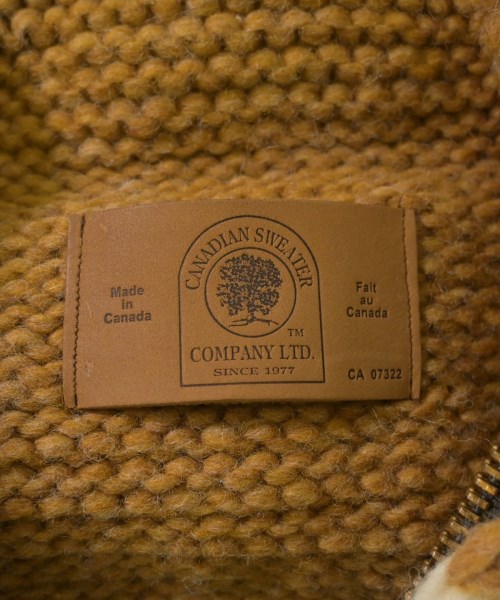 Made
in
Canada
CANADIAN SWEATER
TM
COMPANY LTD.
SINCE 1977
Fait
au
Canada
CA 07322